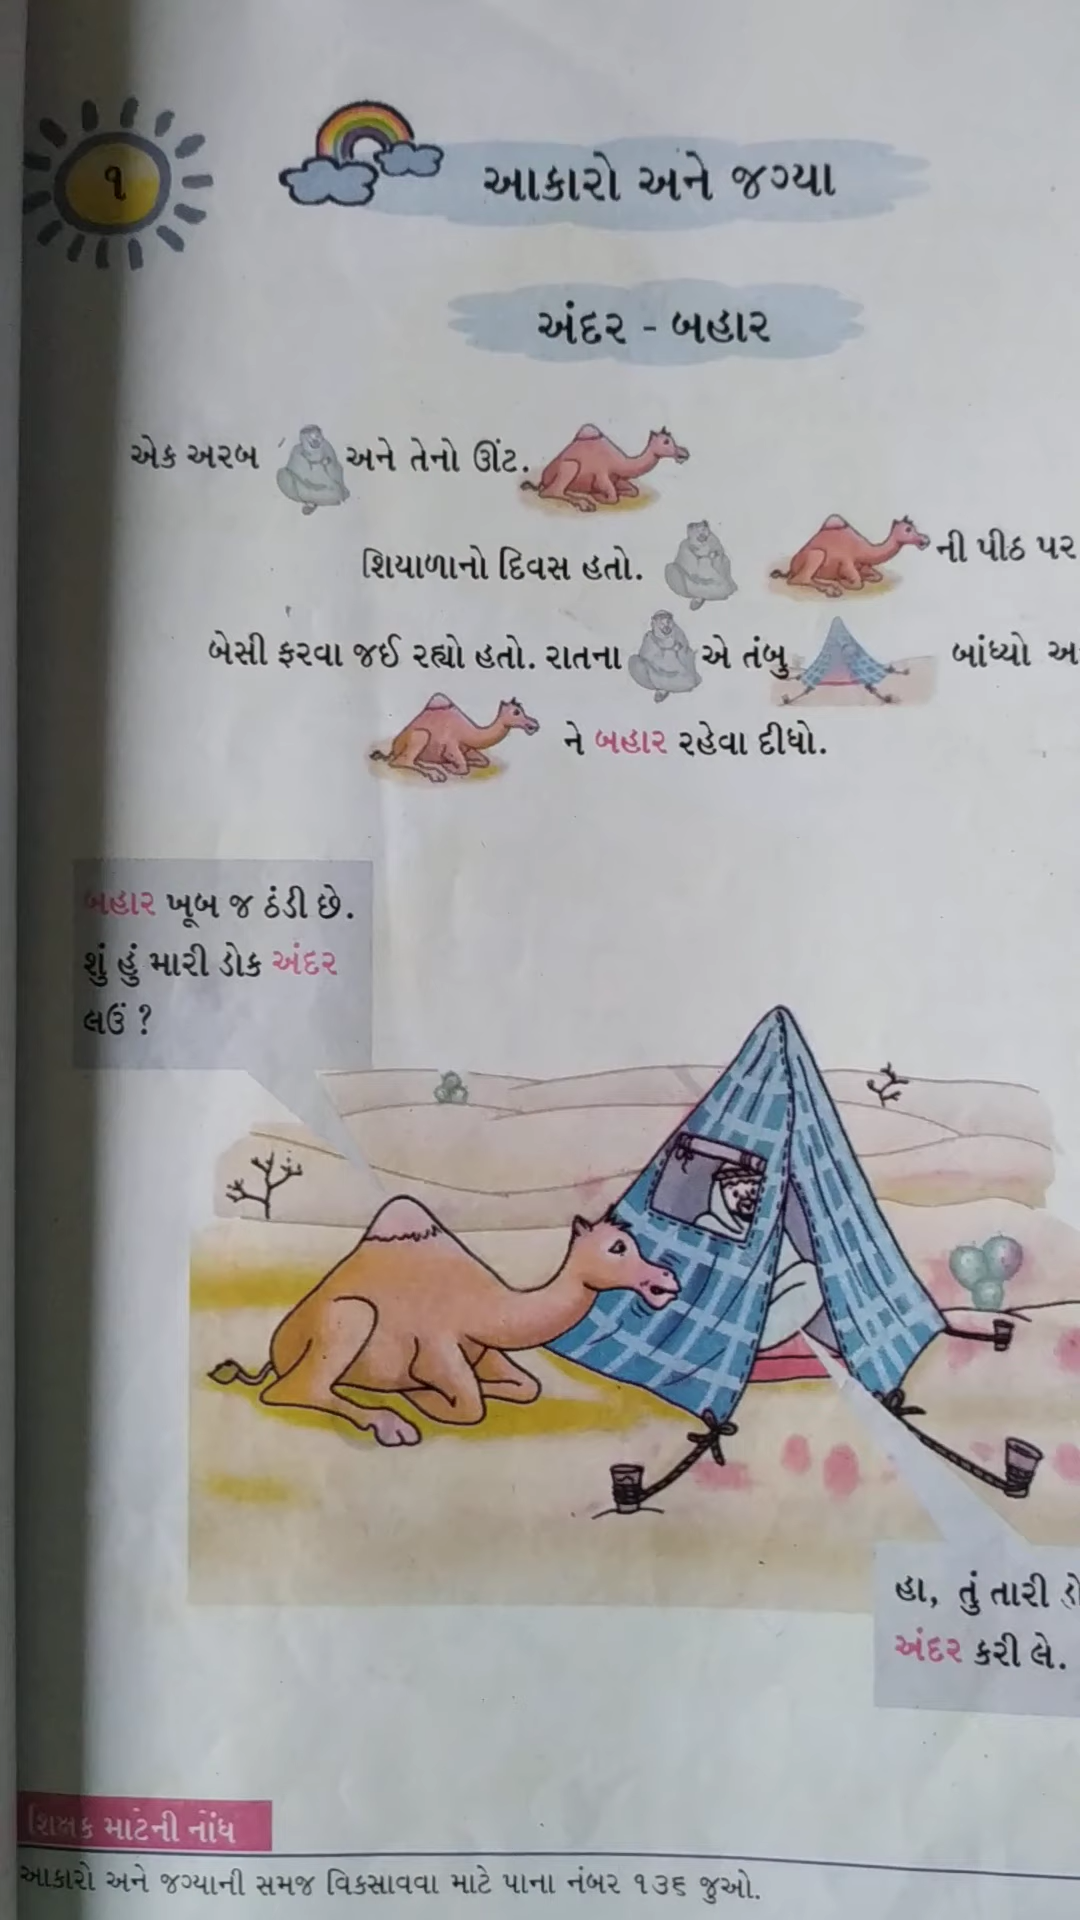 ૧
આકારો અને જગ્યા
અંદર - બહાર
એક અરબ અને તેનો ઊંટ.
શિયાળાનો દિવસ હતો. ની પીઠ પર
બેસી ફરવા જઈ રહ્યો હતો. રાતના એ તંબુ બાંધ્યો
ને બહાર રહેવા દીધો.
બહાર ખૂબ જ ઠંડી છે.
શું હું મારી ડોક અંદર
લઉં ?
હા, તું તારી
અંદર કરી લે.
શિક્ષક માટેની નોંધ
આકારો અને જગ્યાની સમજ વિકસાવવા માટે પાના નંબર ૧૩૬ જુઓ.